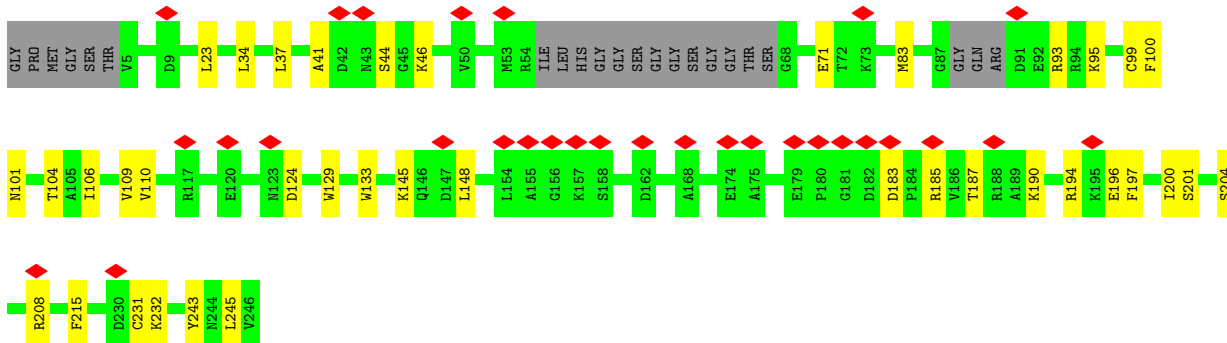 GLY PRO MET GLY SER THR V5 D9 L23 L34 L37 A41 D42 N43 S44 G45 K46 V50 M53 R54 ILE LEU HIS GLY GLY SER GLY GLY SER GLY GLY THR SER G68 E71 T72 K73 M83 G87 GLY GLN ARG D91 E92 R93 R94 K95 C99 F100
N101 T104 A105 I106 V109 V110 R117 E120 N123 D124 W129 W133 K145 Q146 D147 L148 L154 A155 G156 K157 S158 D162 A168 E174 A175 E179 P180 G181 D182 D183 P184 R185 V186 T187 R188 A189 K190 R194 K195 E196 F197 I200 S201 S204
R208 F215 D230 C231 K232 Y243 N244 L245 V246